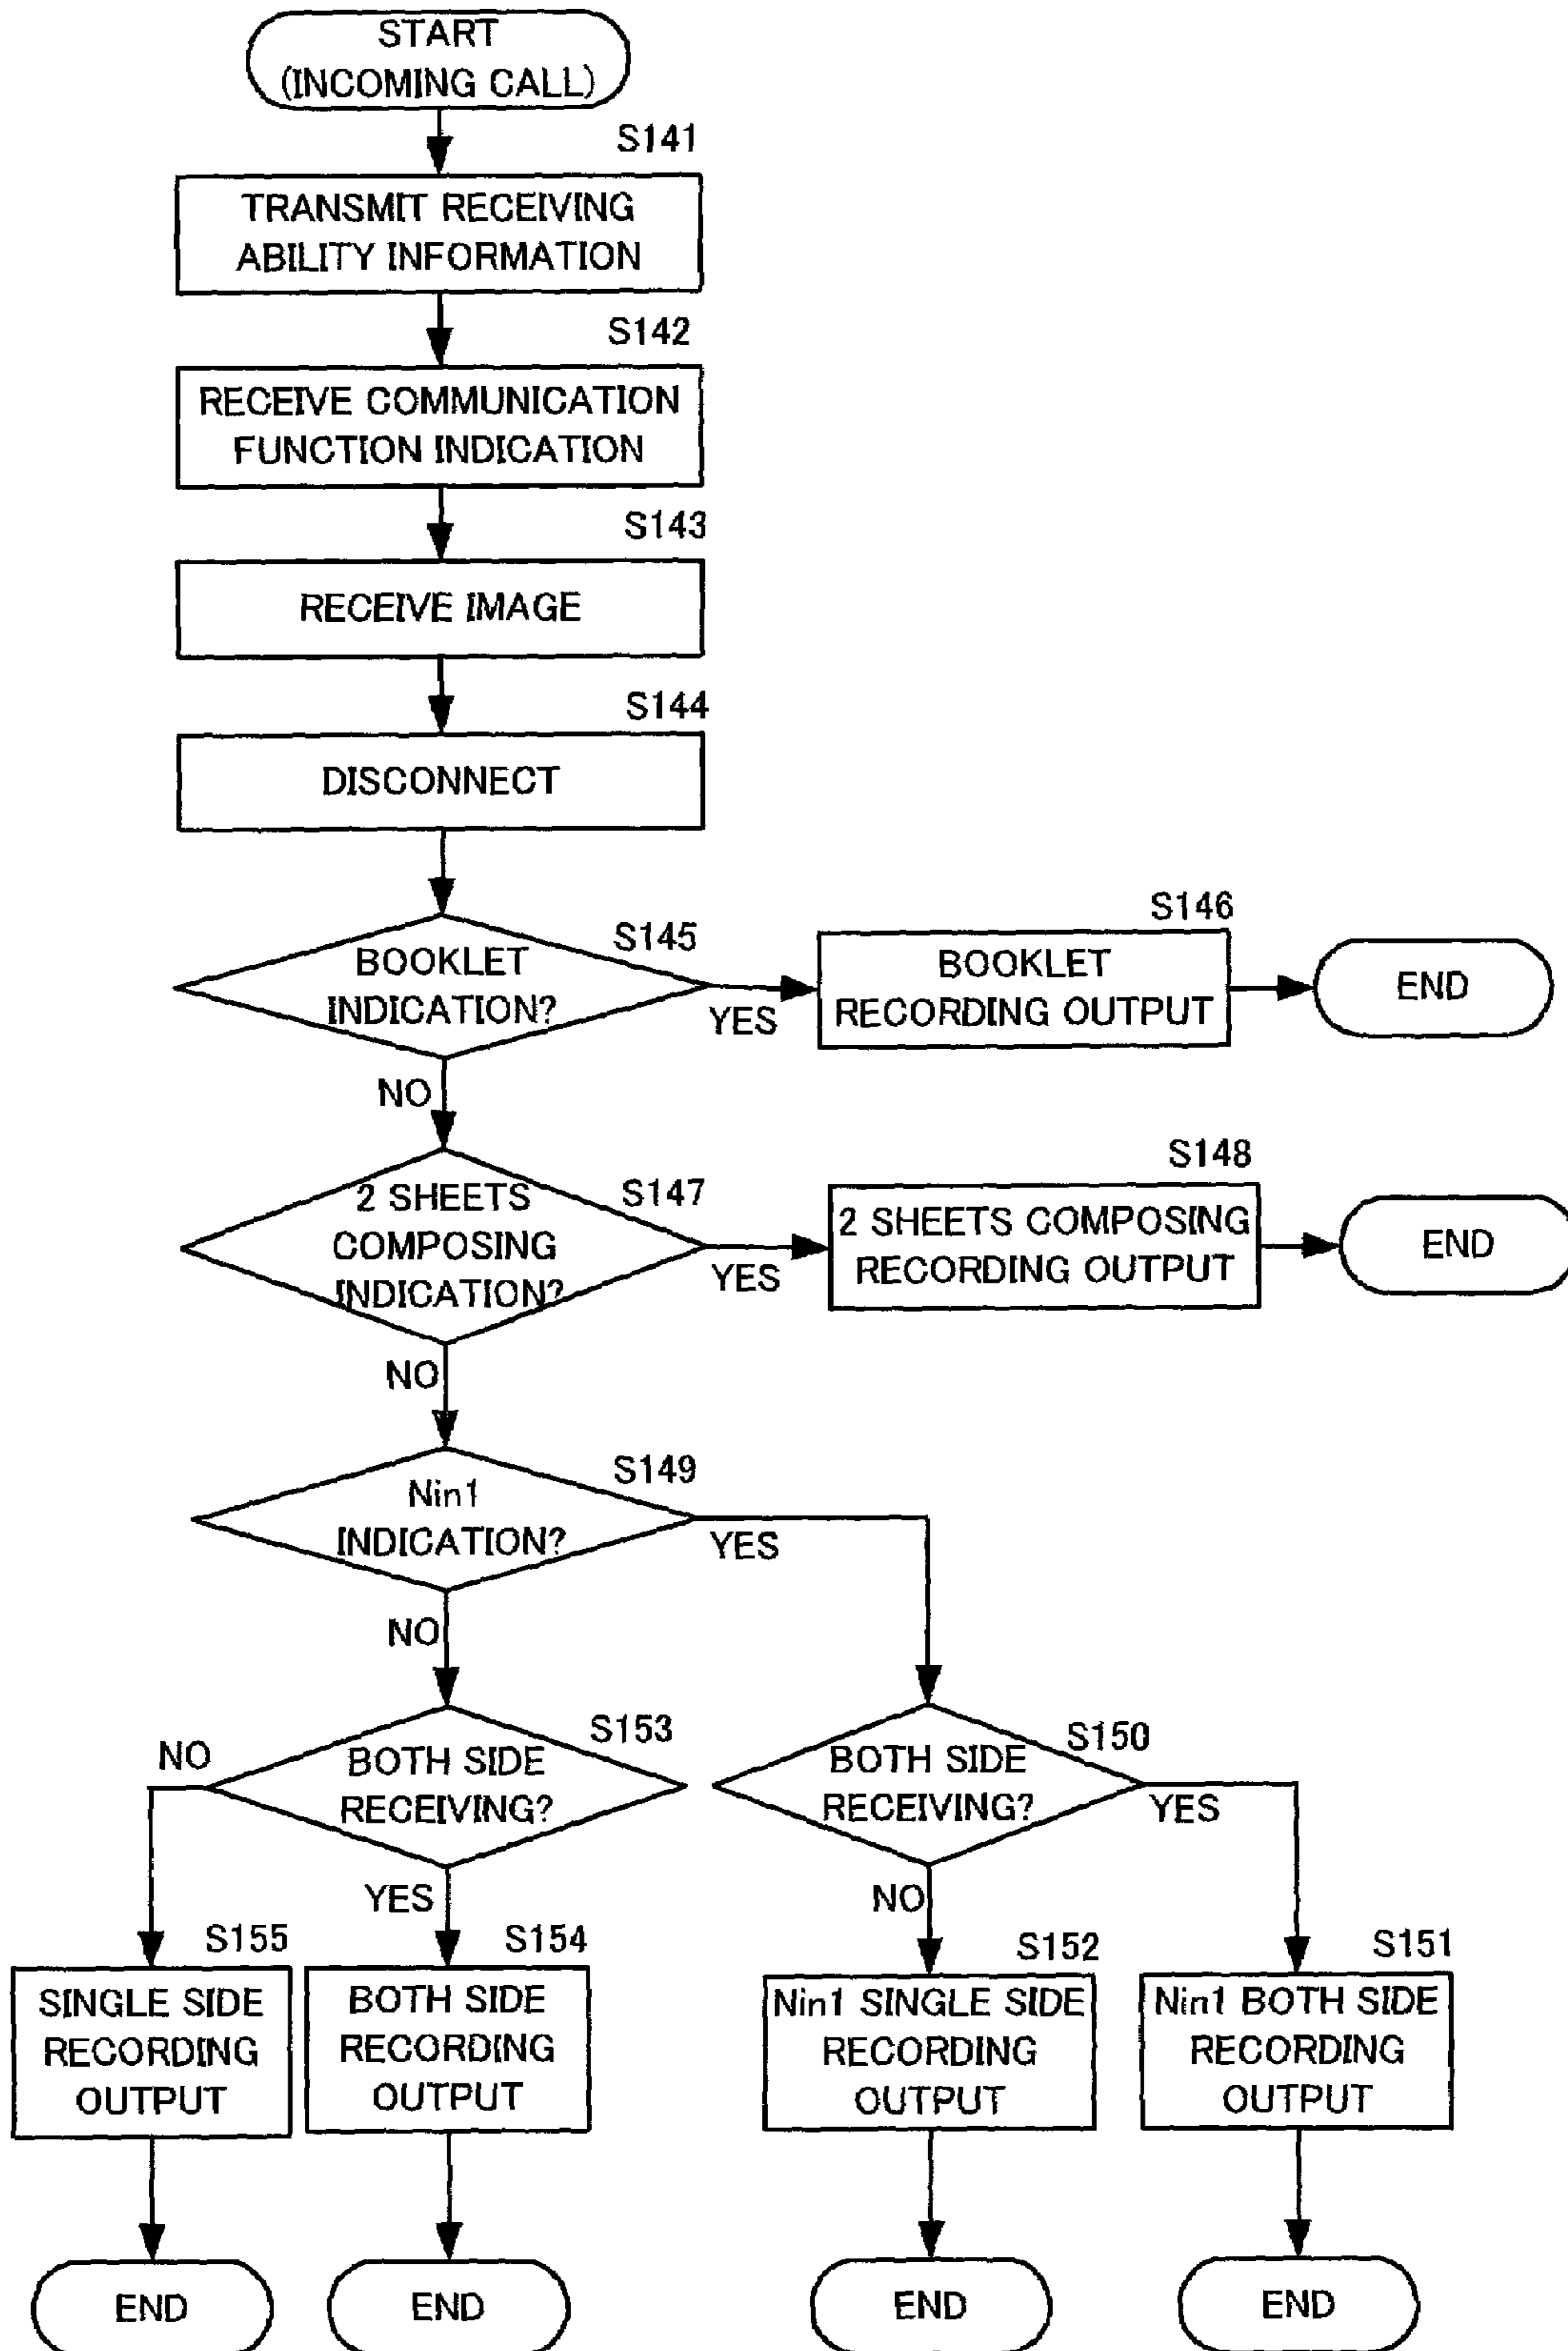 START
(INCOMING CALL)
S141
TRANSMIT RECEIVING
ABILITY INFORMATION
S142
RECEIVE COMMUNICATION
FUNCTION INDICATION
S143
RECEIVE IMAGE
S144
DISCONNECT
S145
BOOKLET
INDICATION?
YES
S146
BOOKLET
RECORDING OUTPUT
END
NO
S147
2 SHEETS
COMPOSING
INDICATION?
YES
S148
2 SHEETS COMPOSING
RECORDING OUTPUT
END
NO
S149
Nin1
INDICATION?
YES
NO
S153
BOTH SIDE
RECEIVING?
NO
YES
S150
BOTH SIDE
RECEIVING?
YES
NO
S155
SINGLE SIDE
RECORDING
OUTPUT
S154
BOTH SIDE
RECORDING
OUTPUT
S152
Nin1 SINGLE SIDE
RECORDING
OUTPUT
S151
Nin1 BOTH SIDE
RECORDING
OUTPUT
END
END
END
END